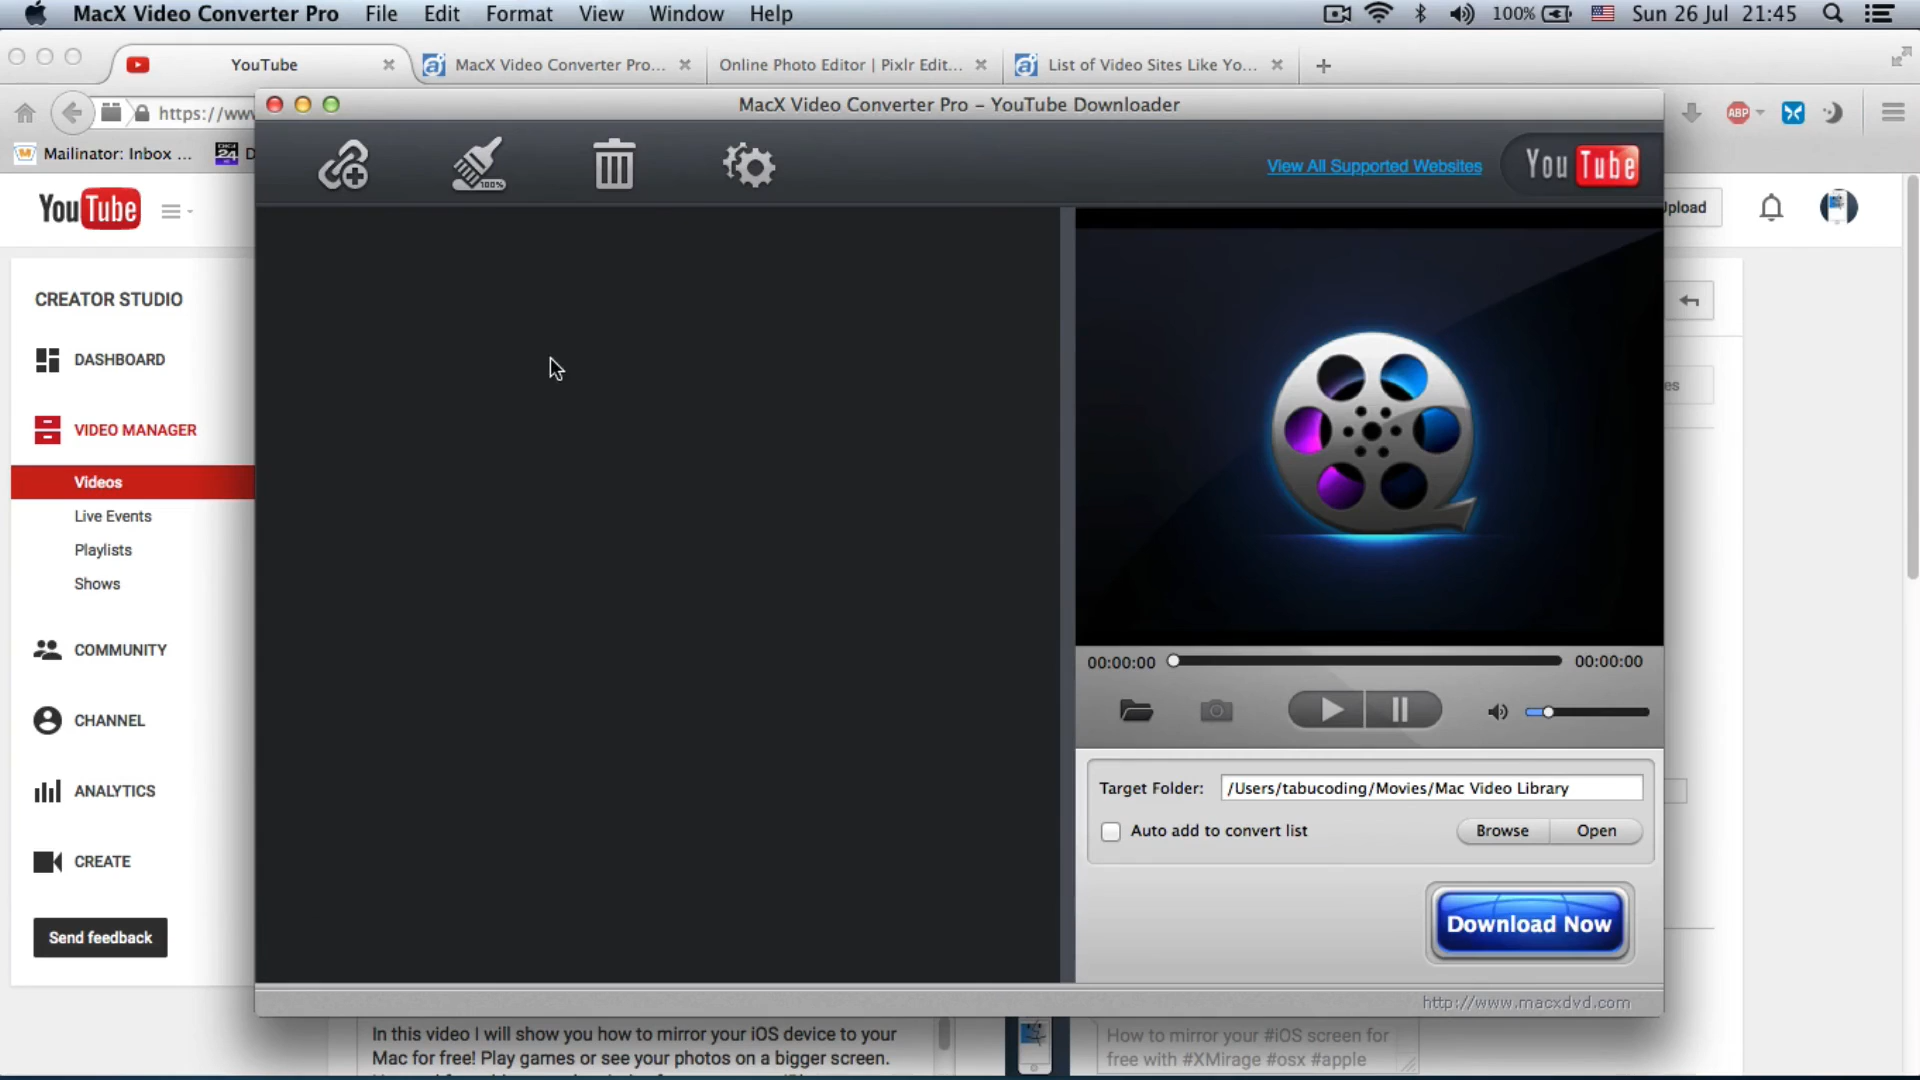 MacX Video Converter Pro File Edit Format View Window Help 100% Sun 26 Jul 21:45
YouTube MacX Video Converter Pro... Online Photo Editor | Pixlr Edit... List of Video Sites Like Yo...
https://www
MacX Video Converter Pro – YouTube Downloader
ABP
Mailinator: Inbox ...
24 D
100%
View All Supported Websites
YouTube
YouTube
Upload
CREATOR STUDIO
DASHBOARD
VIDEO MANAGER
Videos
Live Events
Playlists
Shows
COMMUNITY
CHANNEL
ANALYTICS
CREATE
Send feedback
es
00:00:00 00:00:00
Target Folder: /Users/tabucoding/Movies/Mac Video Library
Auto add to convert list Browse Open
Download Now
http://www.macxdvd.com
In this video I will show you how to mirror your iOS device to your
Mac for free! Play games or see your photos on a bigger screen.
How to mirror your #iOS screen for
free with #XMirage #osx #apple